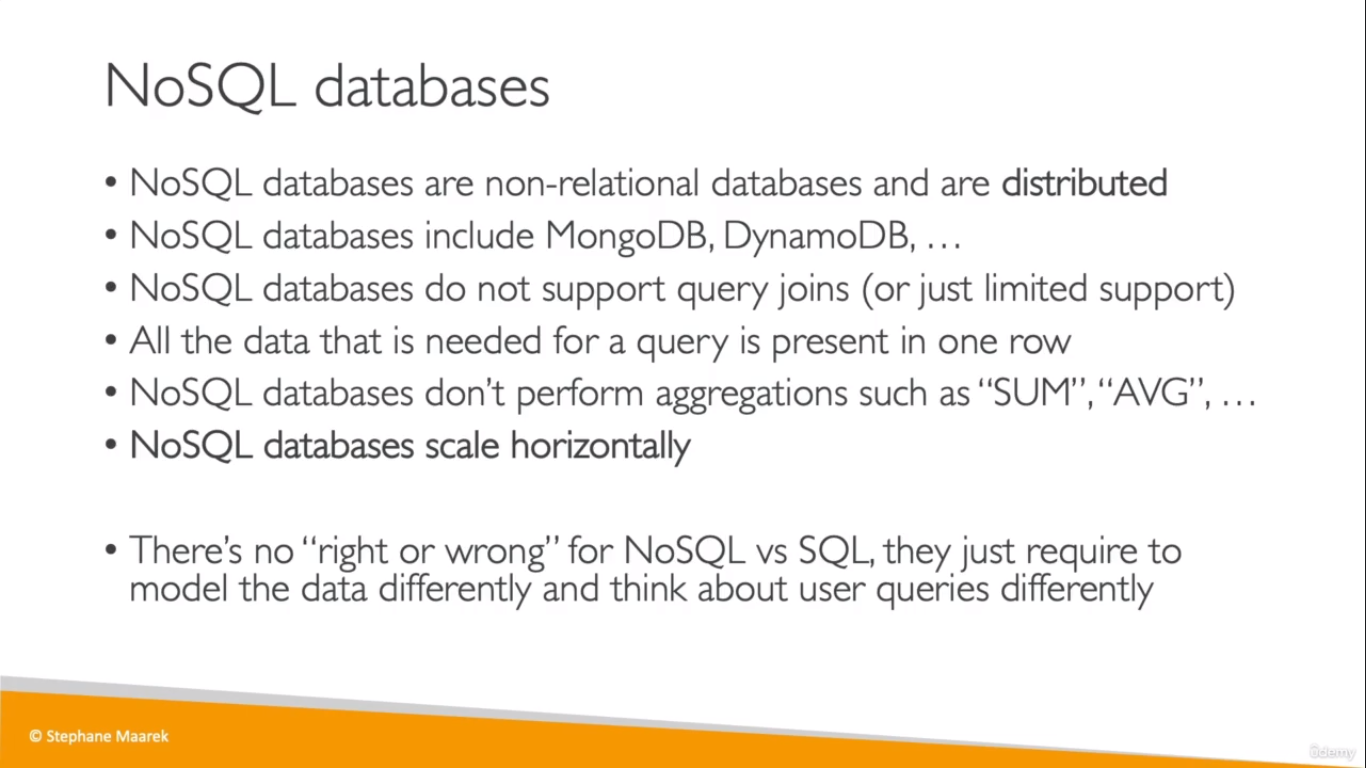 NoSQL databases
• NoSQL databases are non-relational databases and are distributed
• NoSQL databases include MongoDB, DynamoDB, …
• NoSQL databases do not support query joins (or just limited support)
• All the data that is needed for a query is present in one row
• NoSQL databases don’t perform aggregations such as “SUM”, “AVG”, …
• NoSQL databases scale horizontally
• There’s no “right or wrong” for NoSQL vs SQL, they just require to
model the data differently and think about user queries differently
© Stephane Maarek
ûdemy